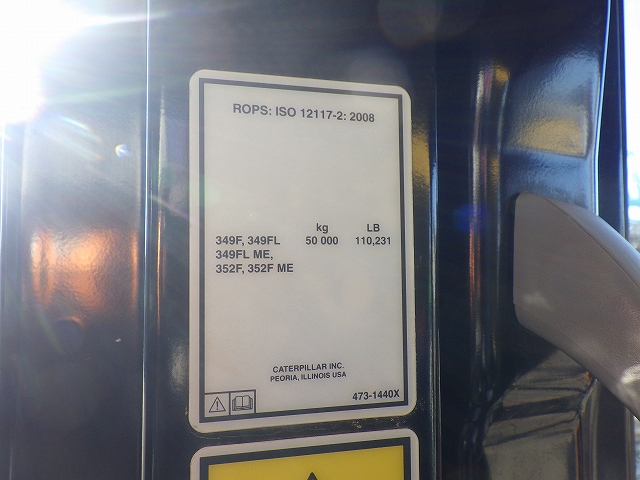 ROPS: ISO 12117-2: 2008
kg LB
349F, 349FL 50 000 110,231
349FL ME,
352F, 352F ME
CATERPILLAR INC.
PEORIA, ILLINOIS USA
473-1440X